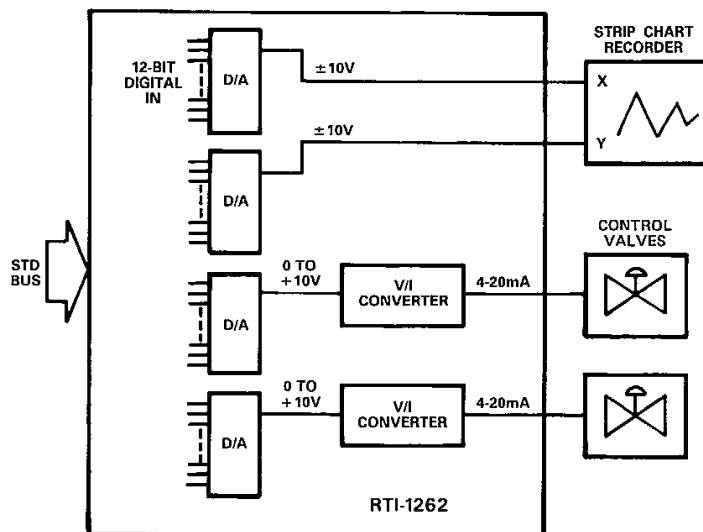 STRIP CHART
RECORDER
12-BIT
DIGITAL
IN
D/A
±10V
X
±10V
Y
D/A
STD
BUS
CONTROL
VALVES
0 TO
+10V
V/I
CONVERTER
4-20mA
D/A
0 TO
+10V
V/I
CONVERTER
4-20mA
D/A
RTI-1262